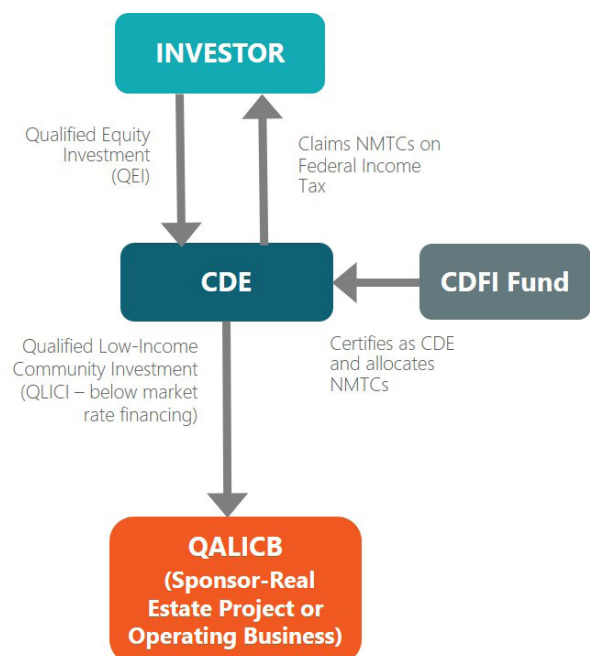 INVESTOR
Qualified Equity
Investment
(QEI)
Claims NMTCs on
Federal Income
Tax
CDE
CDFI Fund
Qualified Low-Income
Community Investment
(QLICI – below market
rate financing)
Certifies as CDE
and allocates
NMTCs
QALICB
(Sponsor-Real
Estate Project or
Operating Business)